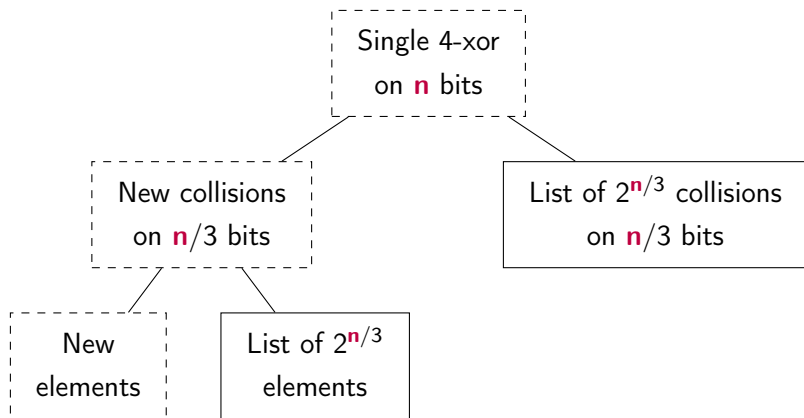 Single 4-xor
on n bits
New collisions
on n/3 bits
List of 2^{n/3} collisions
on n/3 bits
New
elements
List of 2^{n/3}
elements